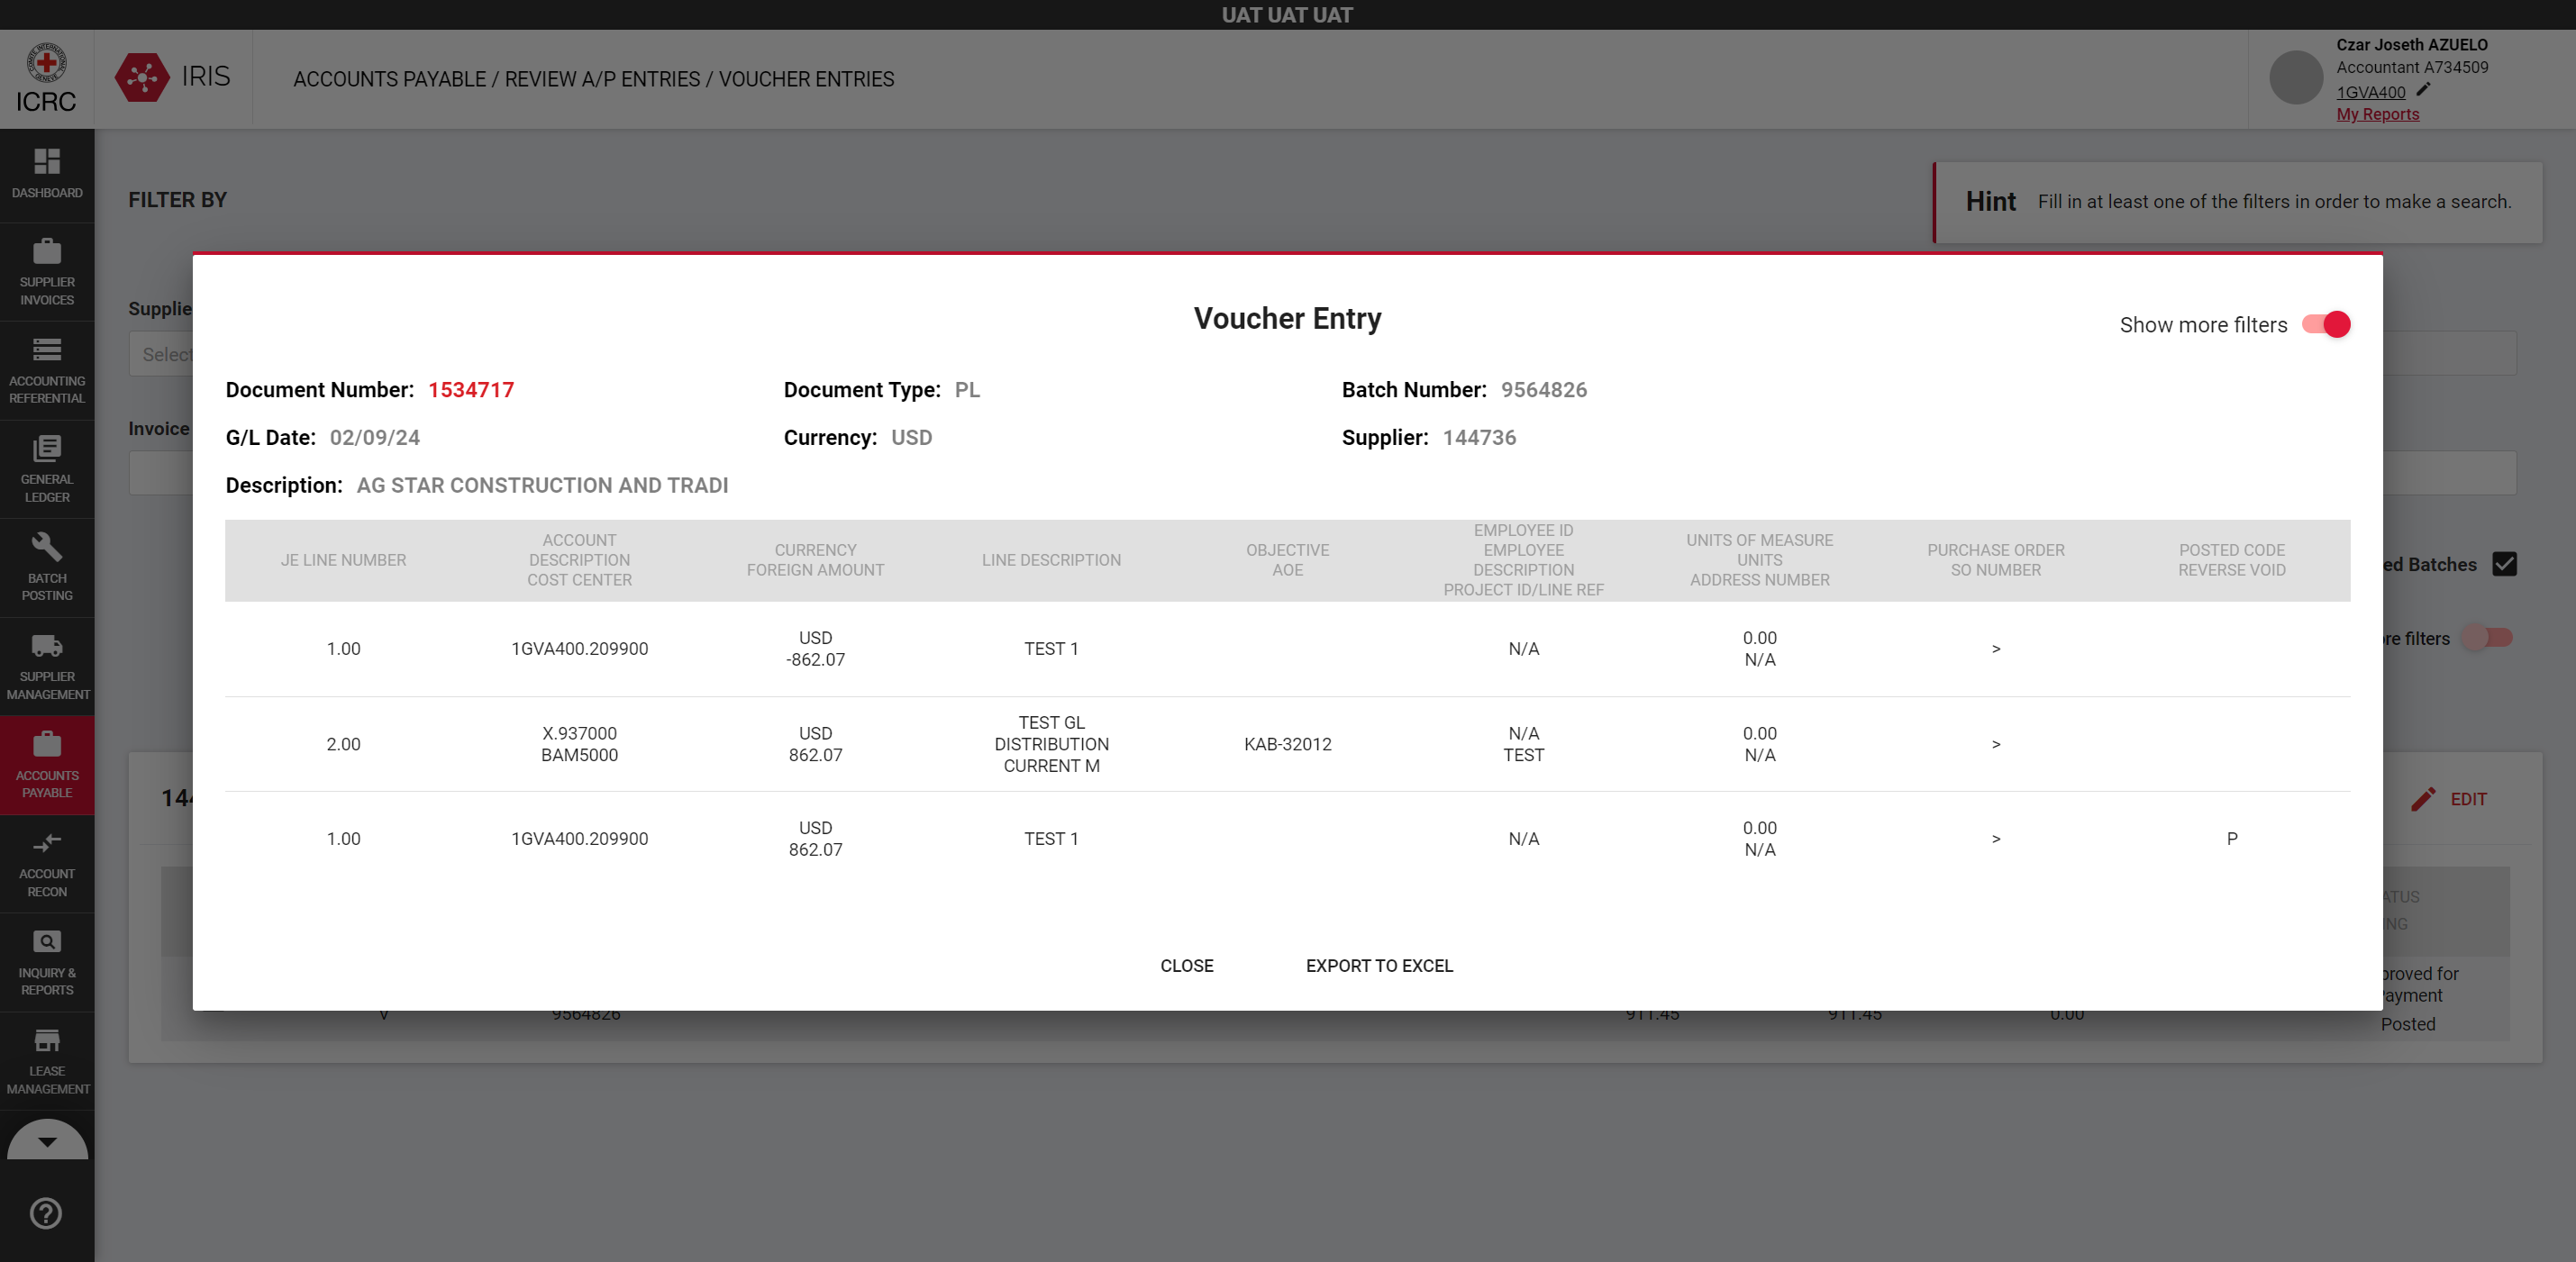 UAT UAT UAT
COMITE INTERNATIONAL GENEVE
ICRC
IRIS
ACCOUNTS PAYABLE / REVIEW A/P ENTRIES / VOUCHER ENTRIES
Czar Joseth AZUELO
Accountant A734509
1GVA400
My Reports
DASHBOARD
SUPPLIER
INVOICES
ACCOUNTING
REFERENTIAL
GENERAL
LEDGER
BATCH
POSTING
SUPPLIER
MANAGEMENT
ACCOUNTS
PAYABLE
ACCOUNT
RECON
INQUIRY &
REPORTS
LEASE
MANAGEMENT
FILTER BY
Hint Fill in at least one of the filters in order to make a search.
Supplie
Select
Invoice
ed Batches
re filters
144
EDIT
Voucher Entry
Show more filters
Document Number: 1534717
Document Type: PL
Batch Number: 9564826
G/L Date: 02/09/24
Currency: USD
Supplier: 144736
Description: AG STAR CONSTRUCTION AND TRADI
JE LINE NUMBER
ACCOUNT
DESCRIPTION
COST CENTER
CURRENCY
FOREIGN AMOUNT
LINE DESCRIPTION
OBJECTIVE
AOE
EMPLOYEE ID
EMPLOYEE
DESCRIPTION
PROJECT ID/LINE REF
UNITS OF MEASURE
UNITS
ADDRESS NUMBER
PURCHASE ORDER
SO NUMBER
POSTED CODE
REVERSE VOID
1.00
1GVA400.209900
USD
-862.07
TEST 1
N/A
0.00
N/A
>
2.00
X.937000
BAM5000
USD
862.07
TEST GL
DISTRIBUTION
CURRENT M
KAB-32012
N/A
TEST
0.00
N/A
>
1.00
1GVA400.209900
USD
862.07
TEST 1
N/A
0.00
N/A
>
P
CLOSE
EXPORT TO EXCEL
ATUS
ING
proved for
Payment
Posted
V
9564826
911.45
911.45
0.00